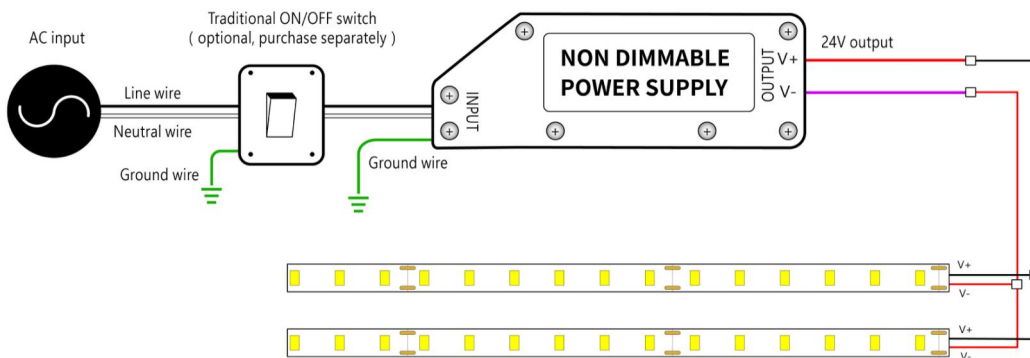 Traditional ON/OFF switch
( optional, purchase separately )
AC input
Line wire
Neutral wire
Ground wire
Ground wire
INPUT
NON DIMMABLE
POWER SUPPLY
OUTPUT
V+
V-
24V output
V+
V-
V+
V-